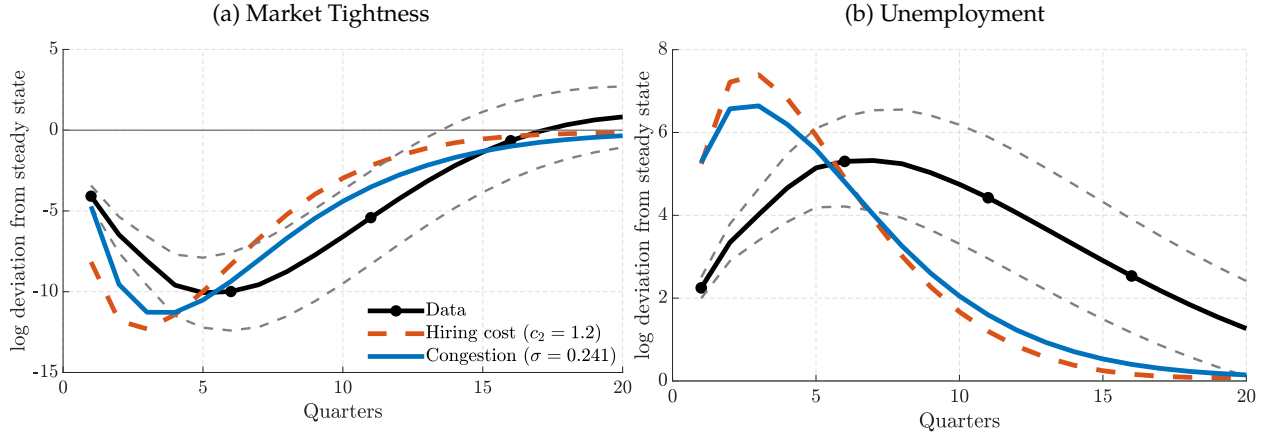 (a) Market Tightness
log deviation from steady state
5
0
-5
-10
-15
0
5
10
15
20
Quarters
Data
Hiring cost (c₂ = 1.2)
Congestion (σ = 0.241)
(b) Unemployment
log deviation from steady state
8
6
4
2
0
0
5
10
15
20
Quarters